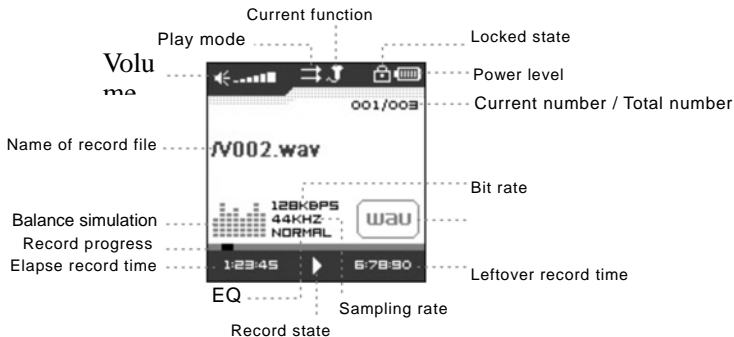 Current function
Play mode
Locked state
Volu
me
Power level
001/003
Current number / Total number
Name of record file
/V002.wav
Bit rate
128KBPS
Balance simulation
44KHZ
wav
NORMAL
Record progress
Elapse record time
1:23:45
6:78:90
Leftover record time
EQ
Sampling rate
Record state